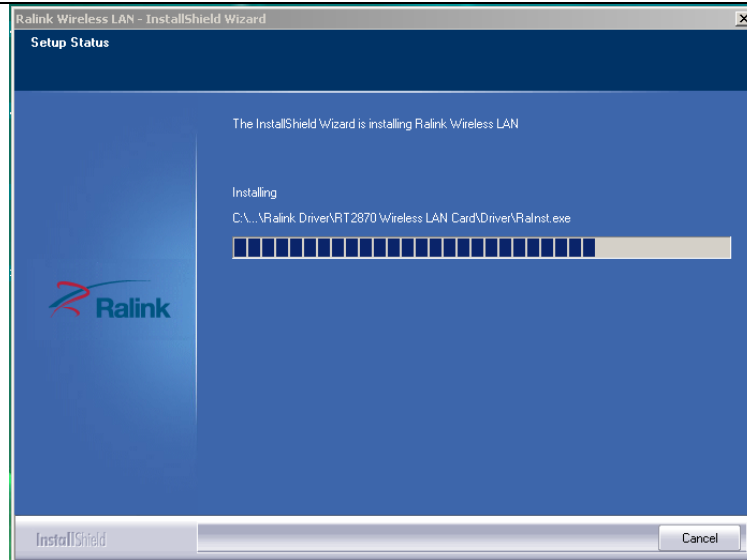 Ralink Wireless LAN - InstallShield Wizard
Setup Status
The InstallShield Wizard is installing Ralink Wireless LAN
Installing
C:\...\Ralink Driver\RT2870 Wireless LAN Card\Driver\RaInst.exe
Ralink
InstallShield
Cancel